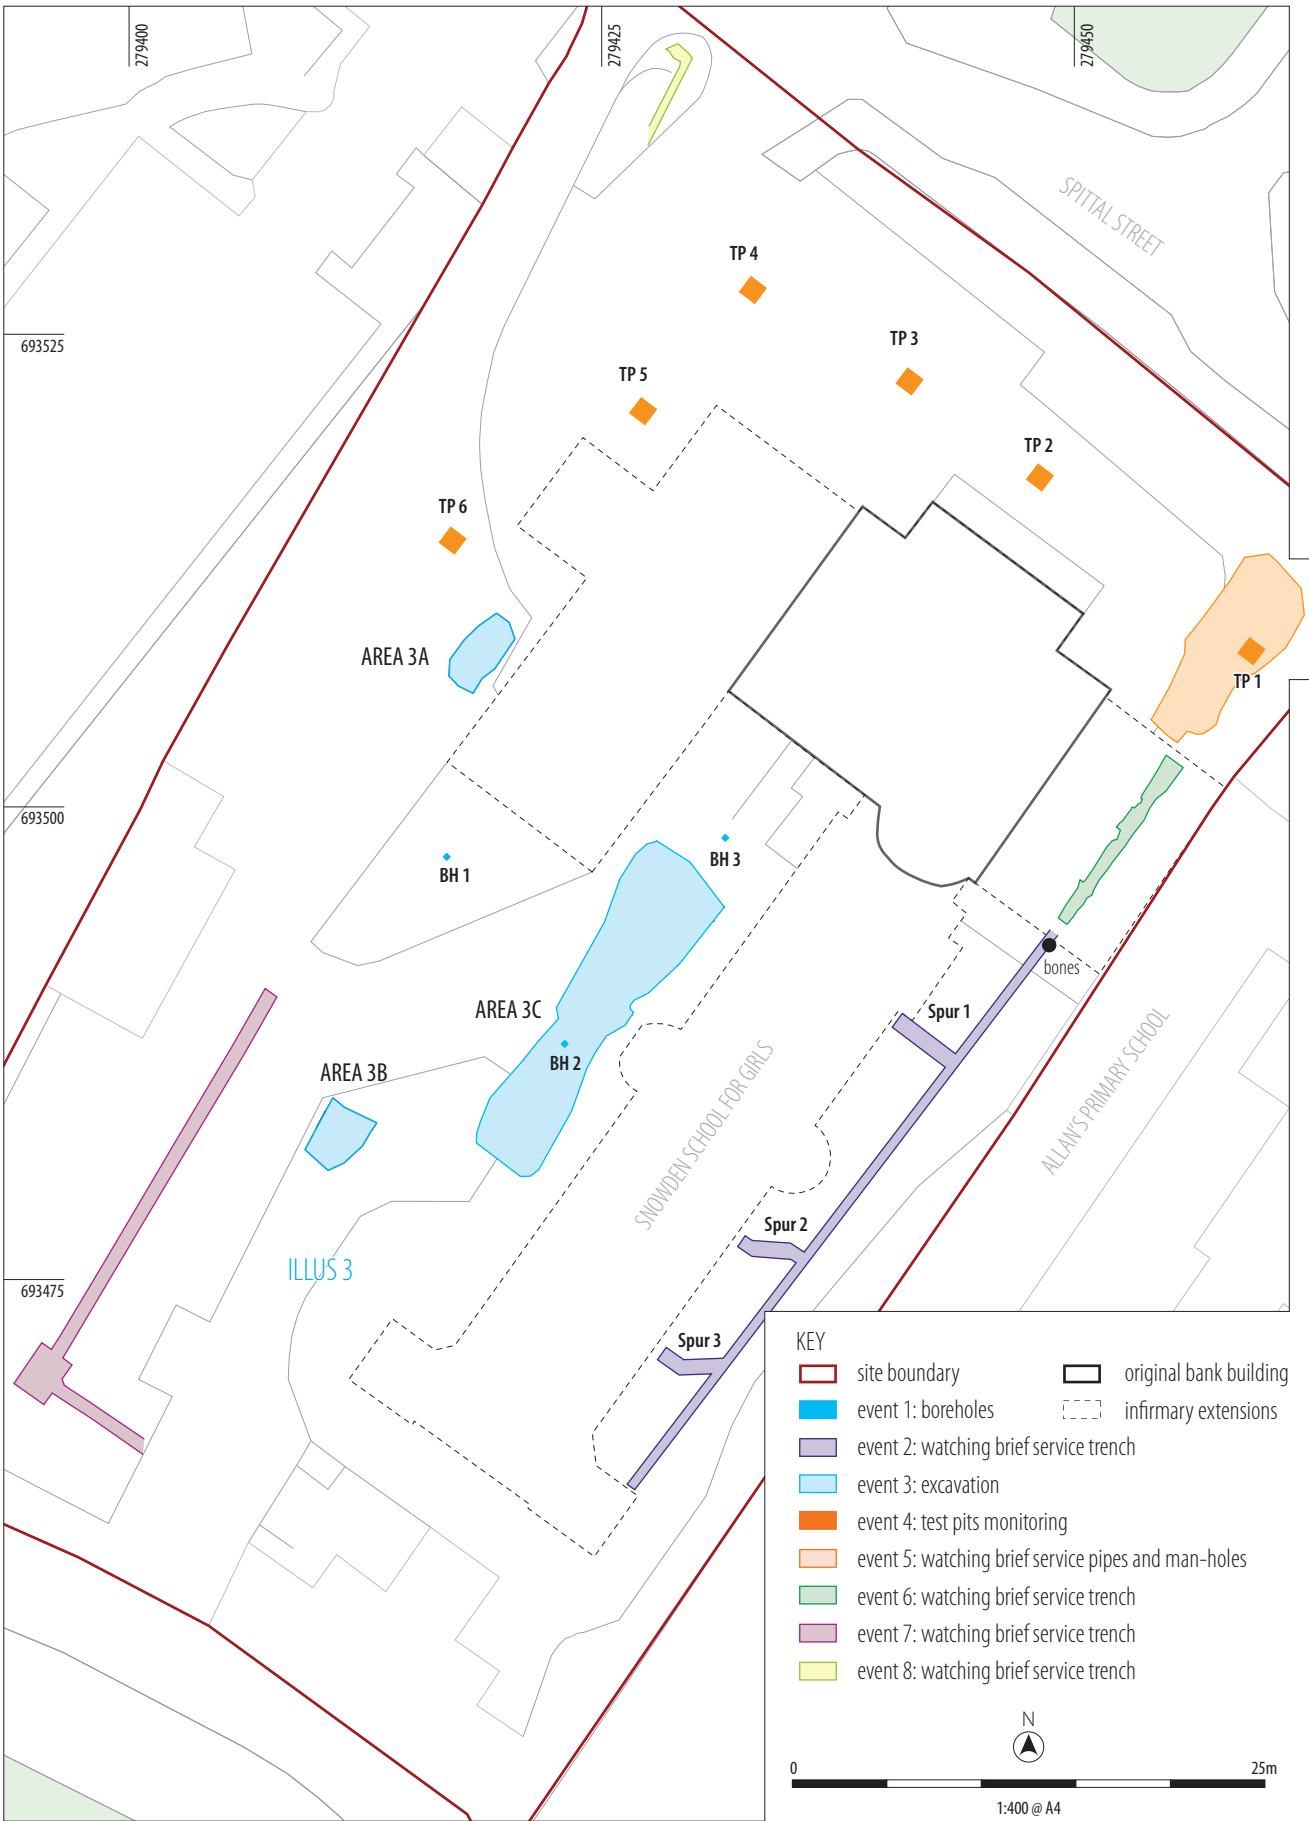 279400
279425
279450
SPITTAL STREET
TP 4
693525
TP 3
TP 5
TP 2
TP 6
AREA 3A
TP 1
693500
BH 3
BH 1
bones
AREA 3C
Spur 1
BH 2
AREA 3B
SNOWDEN SCHOOL FOR GIRLS
ALLAN'S PRIMARY SCHOOL
Spur 2
ILLUS 3
693475
Spur 3
KEY
site boundary
original bank building
event 1: boreholes
infirmary extensions
event 2: watching brief service trench
event 3: excavation
event 4: test pits monitoring
event 5: watching brief service pipes and man-holes
event 6: watching brief service trench
event 7: watching brief service trench
event 8: watching brief service trench
N
0
25m
1:400 @ A4